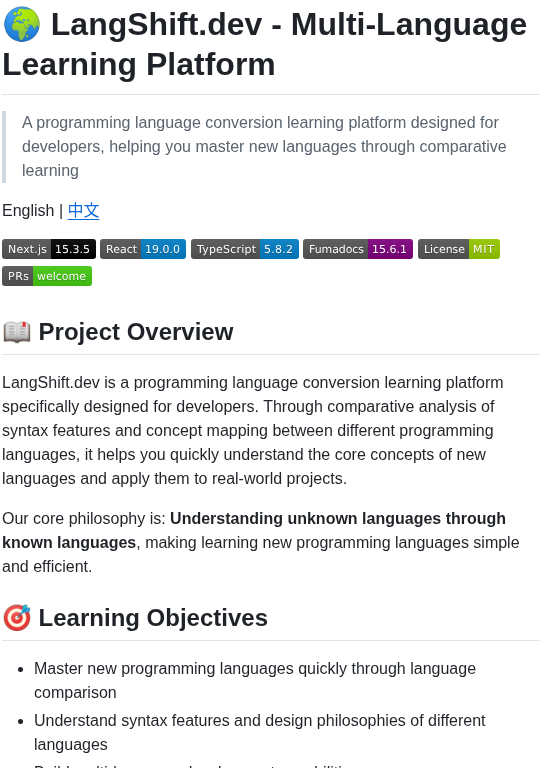 LangShift.dev - Multi-Language
Learning Platform
A programming language conversion learning platform designed for
developers, helping you master new languages through comparative
learning
English | 中文
Next.js 15.3.5 React 19.0.0 TypeScript 5.8.2 Fumadocs 15.6.1 License MIT
PRs welcome
Project Overview
LangShift.dev is a programming language conversion learning platform
specifically designed for developers. Through comparative analysis of
syntax features and concept mapping between different programming
languages, it helps you quickly understand the core concepts of new
languages and apply them to real-world projects.
Our core philosophy is: Understanding unknown languages through
known languages, making learning new programming languages simple
and efficient.
Learning Objectives
Master new programming languages quickly through language
comparison
Understand syntax features and design philosophies of different
languages